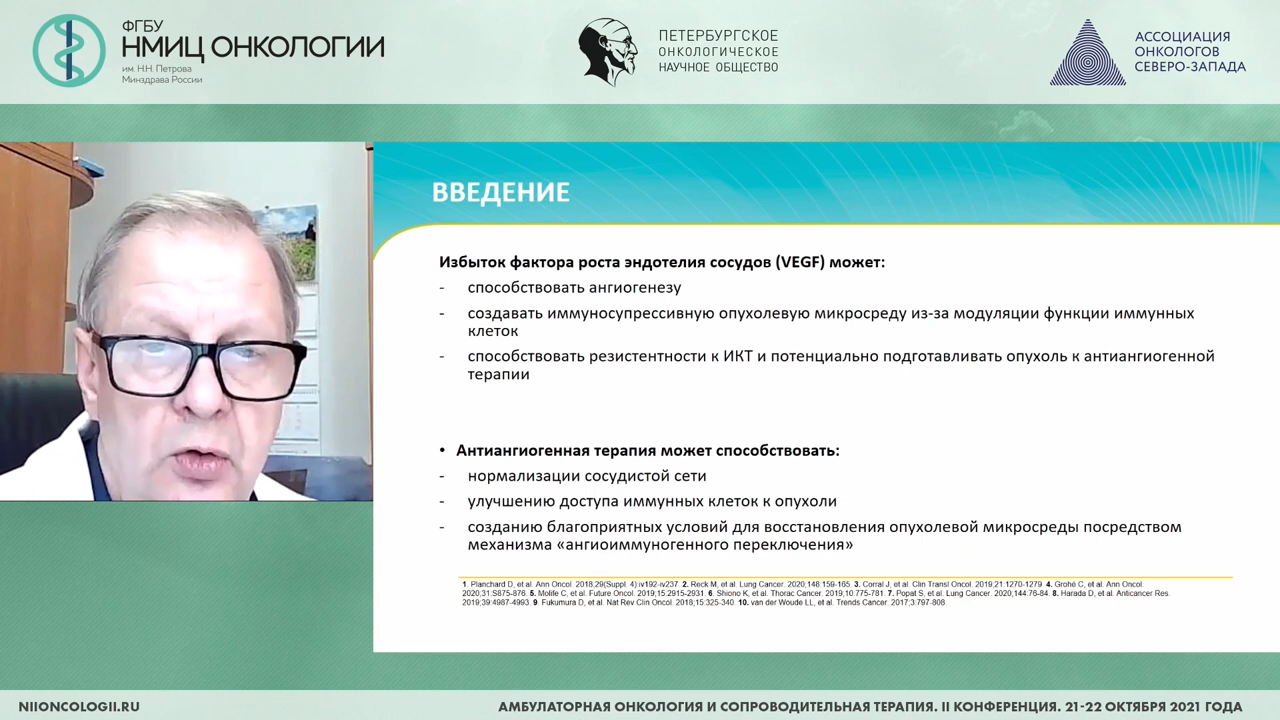 ФГБУ
НМИЦ ОНКОЛОГИИ
им. Н.Н. Петрова
Минздрава России
ПЕТЕРБУРГСКОЕ
ОНКОЛОГИЧЕСКОЕ
НАУЧНОЕ ОБЩЕСТВО
АССОЦИАЦИЯ
ОНКОЛОГОВ
СЕВЕРО-ЗАПАДА
ВВЕДЕНИЕ
Избыток фактора роста эндотелия сосудов (VEGF) может:
- способствовать ангиогенезу
- создавать иммуносупрессивную опухолевую микросреду из-за модуляции функции иммунных
клеток
- способствовать резистентности к ИКТ и потенциально подготавливать опухоль к антиангиогенной
терапии
• Антиангиогенная терапия может способствовать:
- нормализации сосудистой сети
- улучшению доступа иммунных клеток к опухоли
- созданию благоприятных условий для восстановления опухолевой микросреды посредством
механизма «ангиоиммуногенного переключения»
1. Planchard D, et al. Ann Oncol. 2018;29(Suppl. 4):iv192-iv237. 2. Reck M, et al. Lung Cancer. 2020;148:159-165. 3. Corral J, et al. Clin Transl Oncol. 2019;21:1270-1279. 4. Grohé C, et al. Ann Oncol.
2020;31:S875-876. 5. Molife C, et al. Future Oncol. 2019;15:2915-2931. 6. Shiono K, et al. Thorac Cancer. 2019;10:775-781. 7. Popat S, et al. Lung Cancer. 2020;144:76-84. 8. Harada D, et al. Anticancer Res.
2019;39:4987-4993. 9. Fukumura D, et al. Nat Rev Clin Oncol. 2018;15:325-340. 10. van der Woude LL, et al. Trends Cancer. 2017;3:797-808.
NIIONCOLOGII.RU
АМБУЛАТОРНАЯ ОНКОЛОГИЯ И СОПРОВОДИТЕЛЬНАЯ ТЕРАПИЯ. II КОНФЕРЕНЦИЯ. 21-22 ОКТЯБРЯ 2021 ГОДА